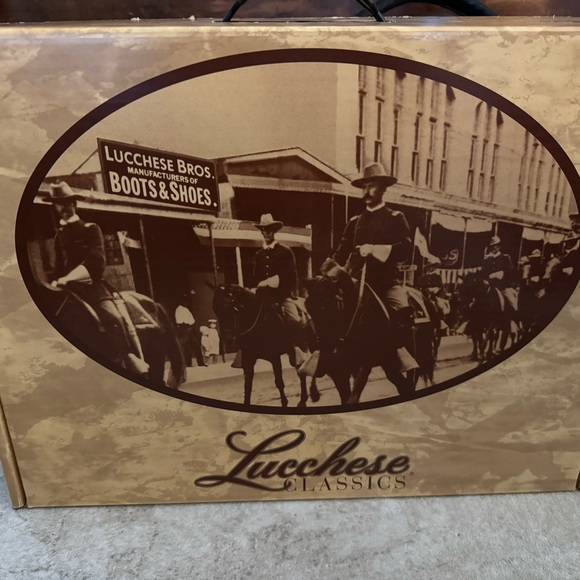 LUCCHESE BROS.
MANUFACTURERS OF
BOOTS & SHOES.
Lucchese
CLASSICS